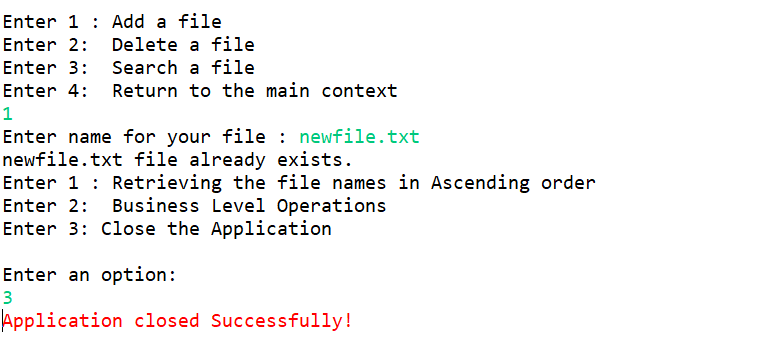 Enter 1 : Add a file
Enter 2:  Delete a file
Enter 3:  Search a file
Enter 4:  Return to the main context
1
Enter name for your file : newfile.txt
newfile.txt file already exists.
Enter 1 : Retrieving the file names in Ascending order
Enter 2:  Business Level Operations
Enter 3: Close the Application

Enter an option:
3
Application closed Successfully!